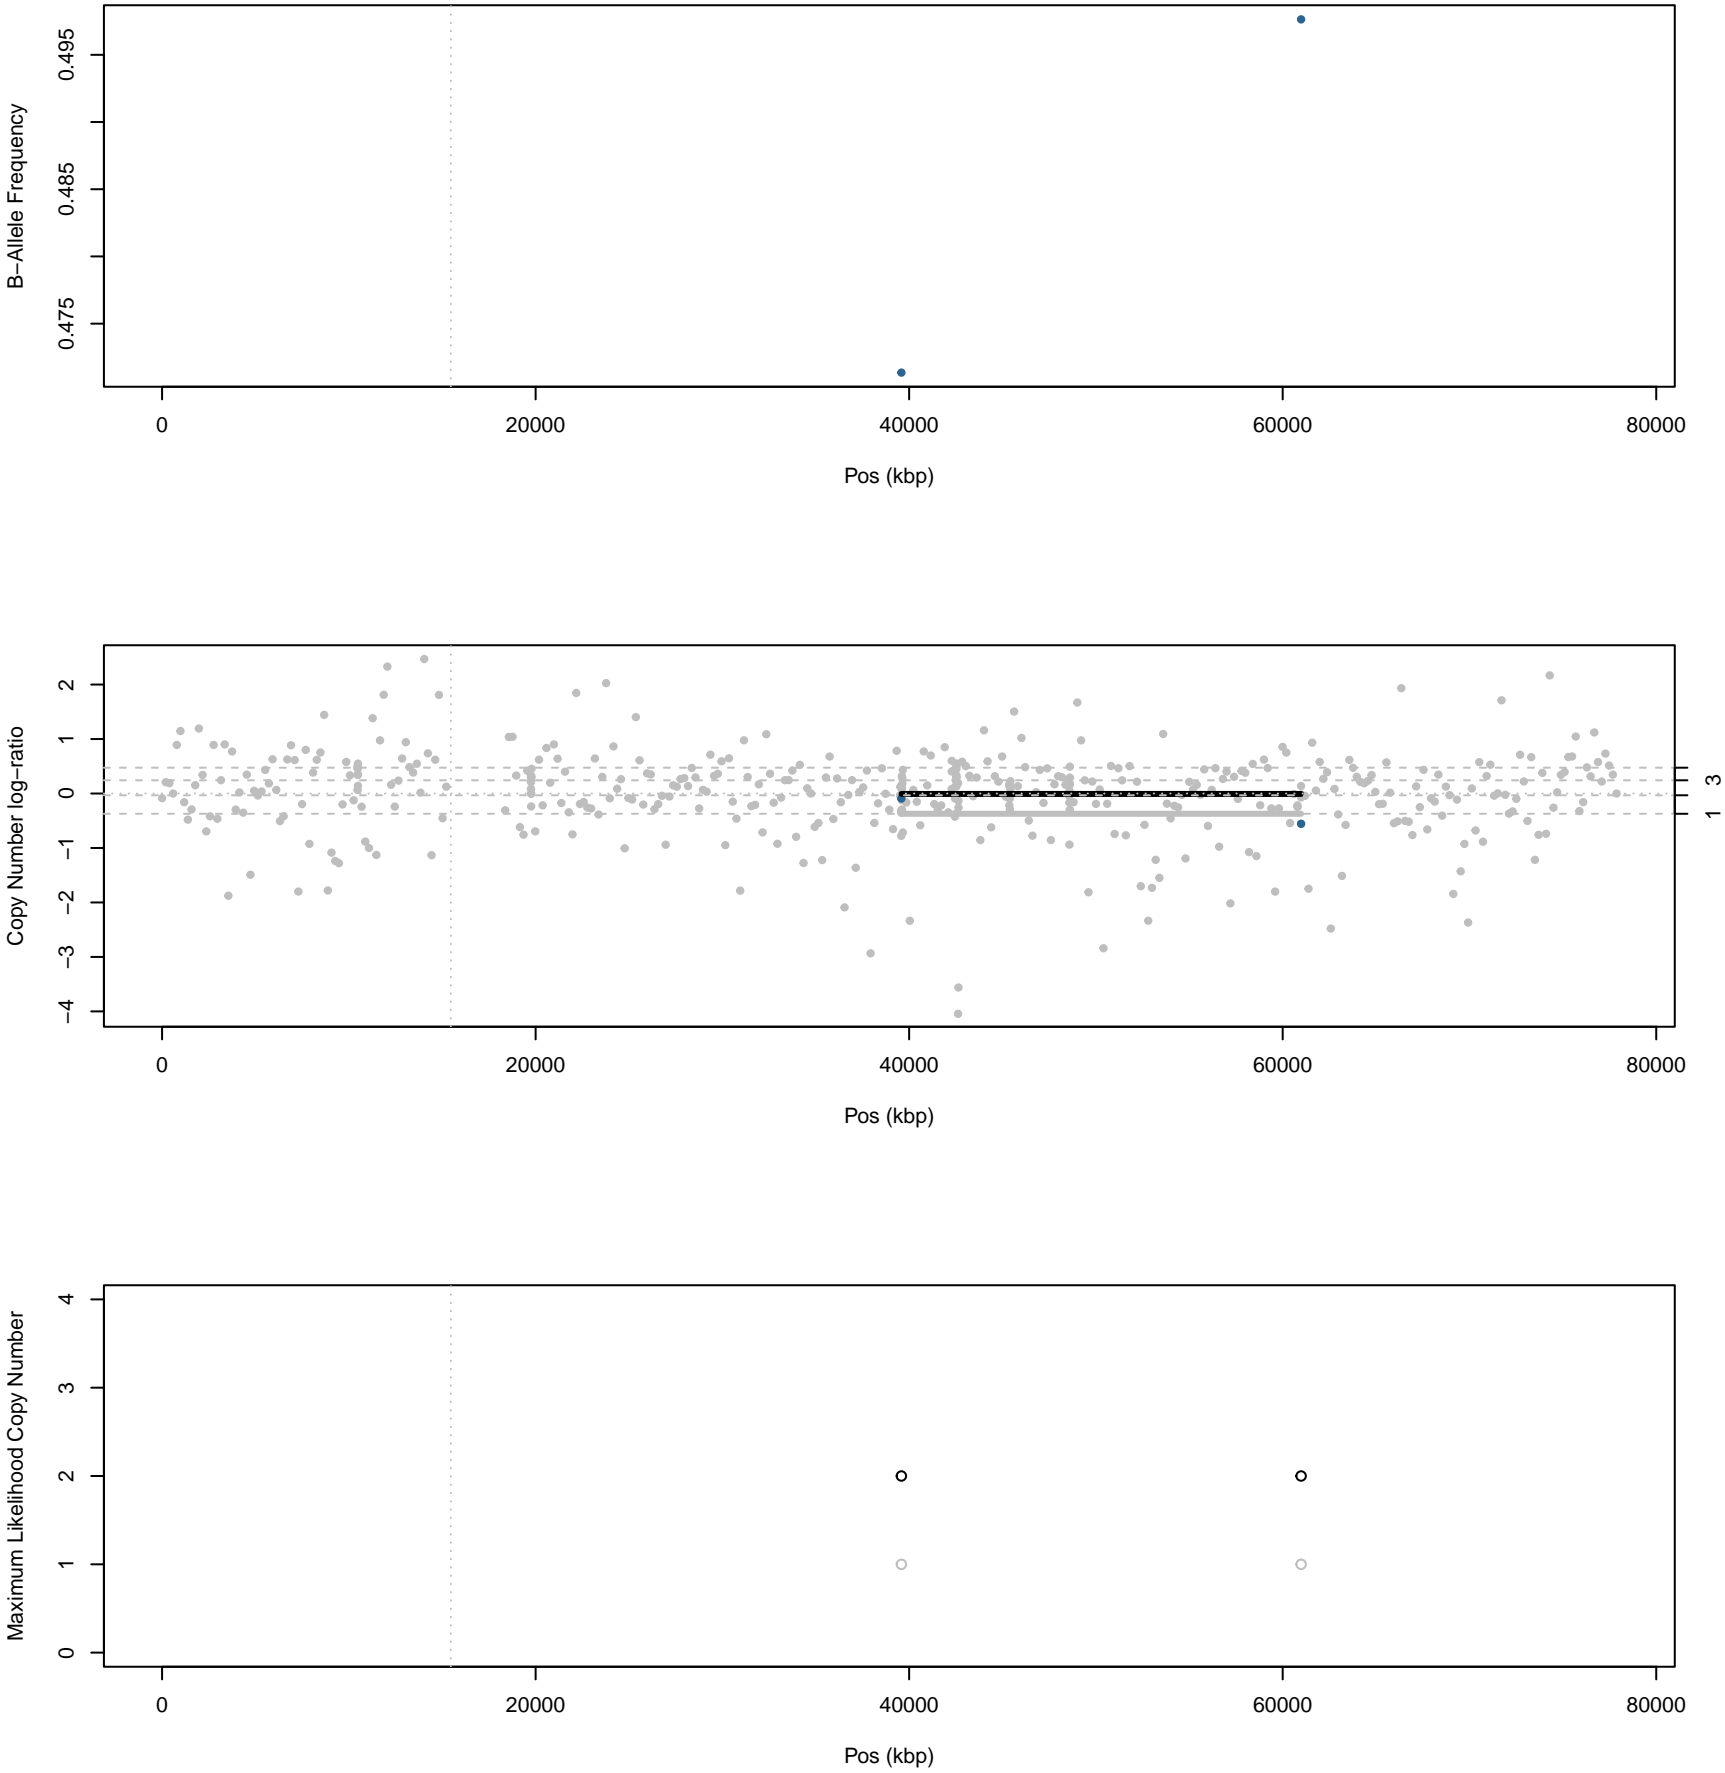 B−Allele Frequency
0.495
0.485
0.475
0 20000 40000 60000 80000
Pos (kbp)
Copy Number log−ratio
2
1
0
−1
−2
−3
−4
3
1
0 20000 40000 60000 80000
Pos (kbp)
Maximum Likelihood Copy Number
4
3
2
1
0
0 20000 40000 60000 80000
Pos (kbp)